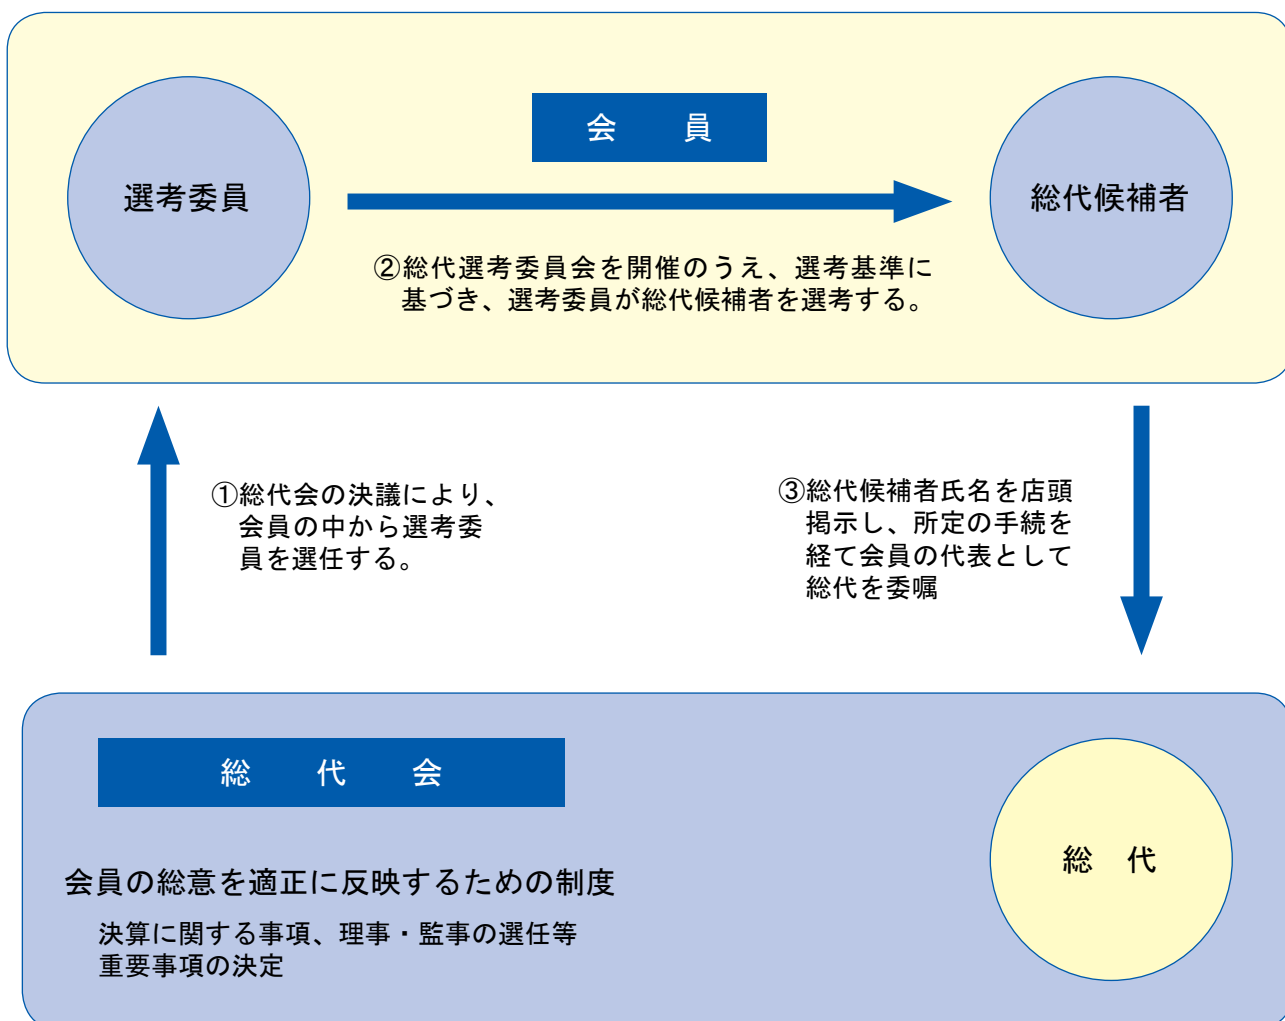 会　員
選考委員
総代候補者
②総代選考委員会を開催のうえ、選考基準に
基づき、選考委員が総代候補者を選考する。
①総代会の決議により、
会員の中から選考委
員を選任する。
③総代候補者氏名を店頭
掲示し、所定の手続を
経て会員の代表として
総代を委嘱
総　代　会
会員の総意を適正に反映するための制度
決算に関する事項、理事・監事の選任等
重要事項の決定
総　代